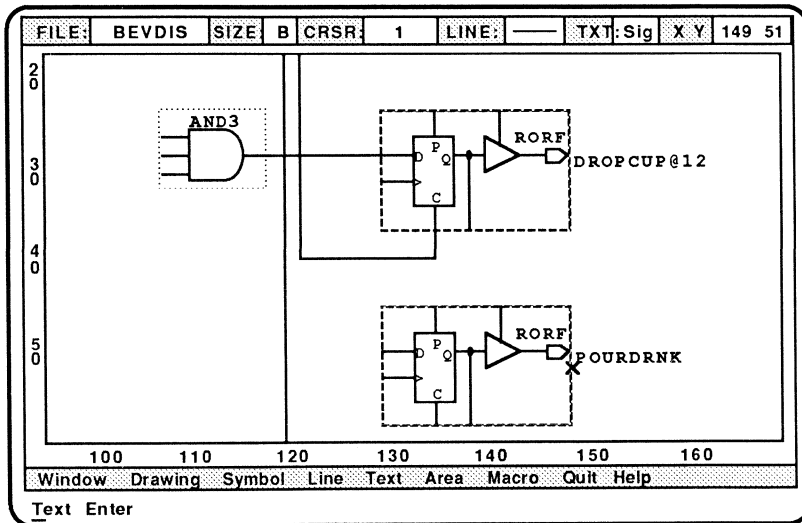 FILE: BEVDIS SIZE: B CRSR: 1 LINE: TXT:Sig X Y 149 51
20
AND3
P
RORF
D
Q
DROPCUP@12
30
C
40
P
RORF
50
D
Q
POURDRNK
C
100 110 120 130 140 150 160
Window Drawing Symbol Line Text Area Macro Quit Help
Text Enter